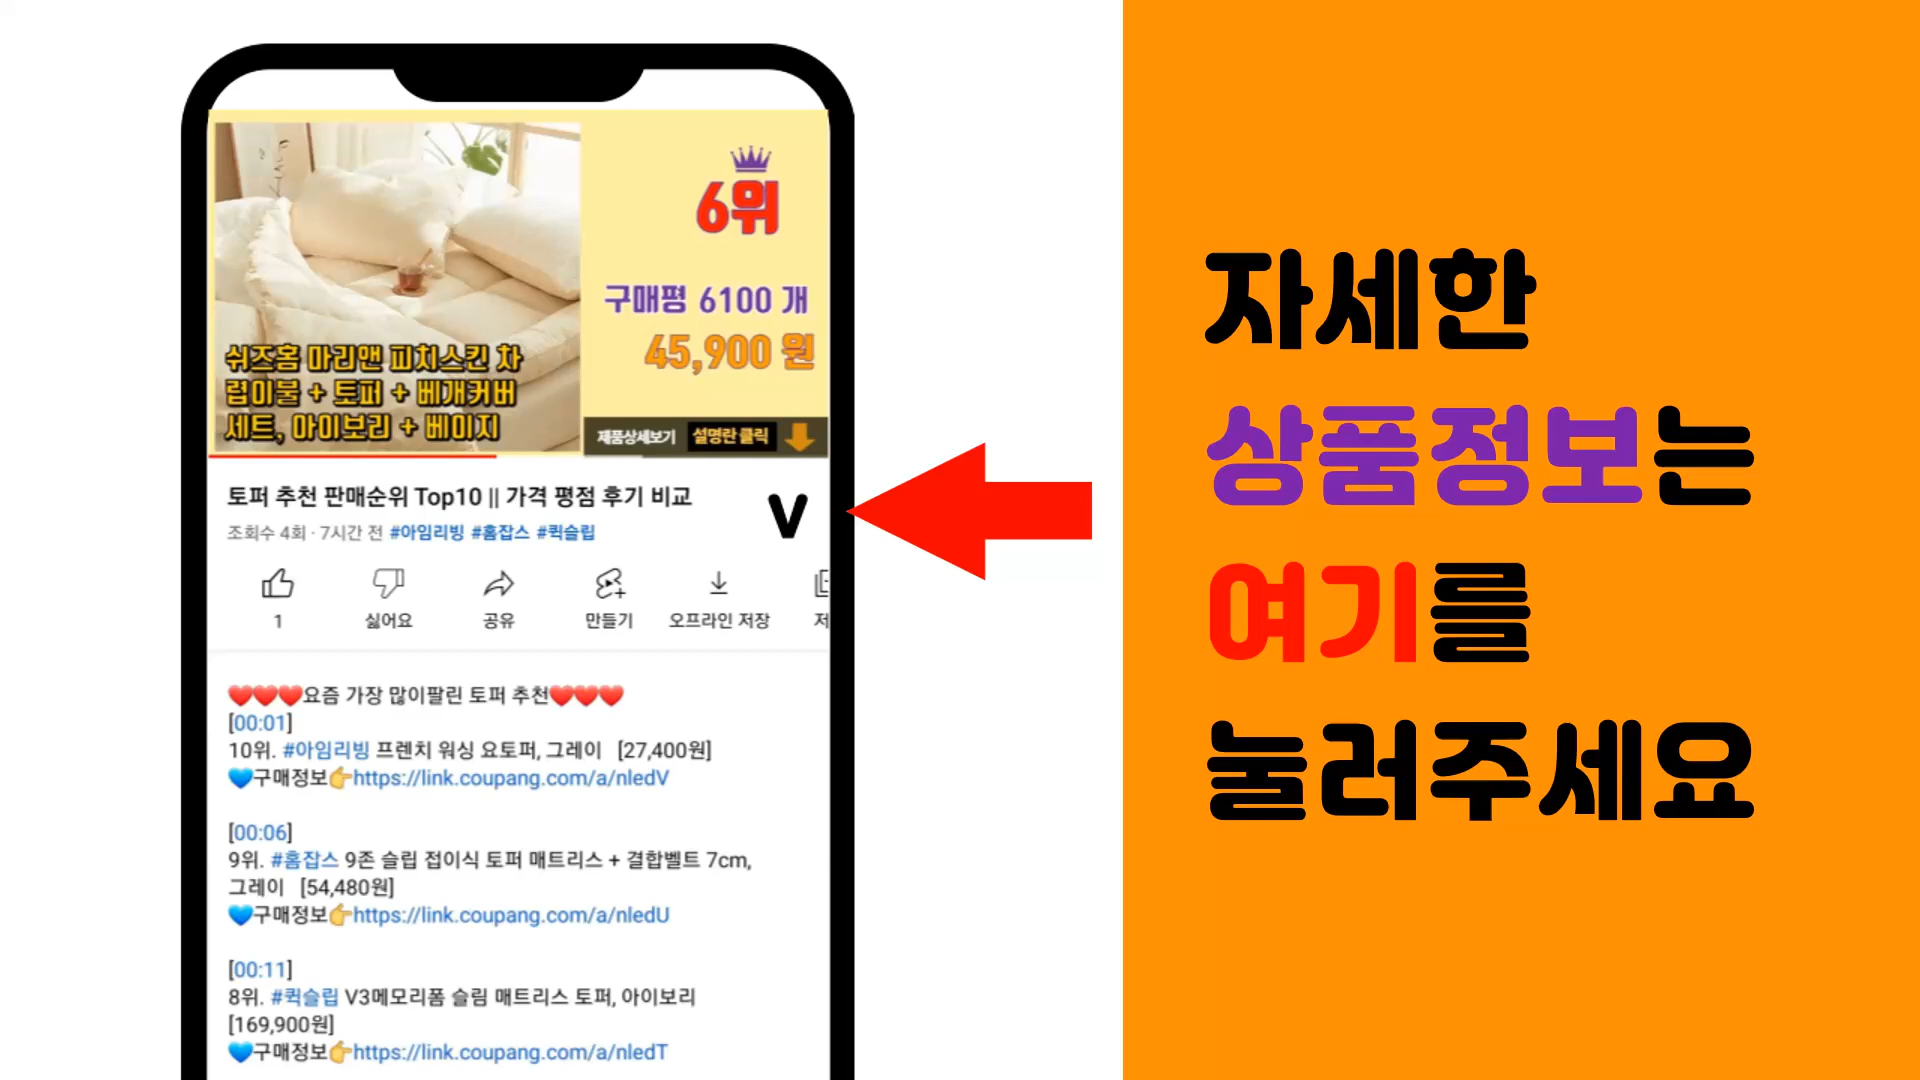 6위
구매평 6100 개
45,900 원
쉬즈홈 마리앤 피치스킨 차
렵이불 + 토퍼 + 베개커버
세트, 아이보리 + 베이지
제품상세보기 설명란 클릭
토퍼 추천 판매순위 Top10 || 가격 평점 후기 비교
V
조회수 4회 · 7시간 전 #아임리빙 #홈잡스 #퀵슬립
1 싫어요 공유 만들기 오프라인 저장 저
❤❤❤요즘 가장 많이팔린 토퍼 추천❤❤❤
[00:01]
10위. #아임리빙 프렌치 워싱 요토퍼, 그레이 [27,400원]
💙구매정보👉https://link.coupang.com/a/nledV
[00:06]
9위. #홈잡스 9존 슬립 접이식 토퍼 매트리스 + 결합벨트 7cm,
그레이 [54,480원]
💙구매정보👉https://link.coupang.com/a/nledU
[00:11]
8위. #퀵슬립 V3메모리폼 슬림 매트리스 토퍼, 아이보리
[169,900원]
💙구매정보👉https://link.coupang.com/a/nledT
자세한
상품정보는
여기를
눌러주세요